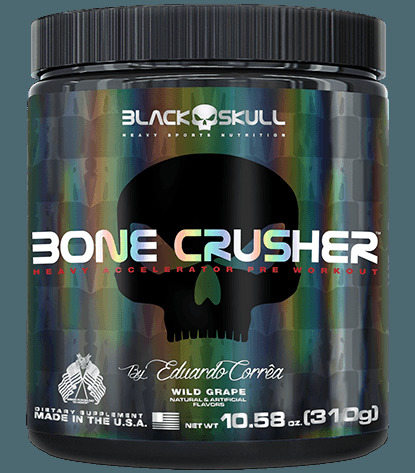 BLACK SKULL
HEAVY SPORTS NUTRITION
BONE CRUSHER™
HEAVY ACCELERATOR PRE WORKOUT
By Eduardo Corrêa
WILD GRAPE
NATURAL & ARTIFICIAL
FLAVORS
DIETARY SUPPLEMENT
MADE IN THE U.S.A.
NET WT 10.58 oz.(310g)